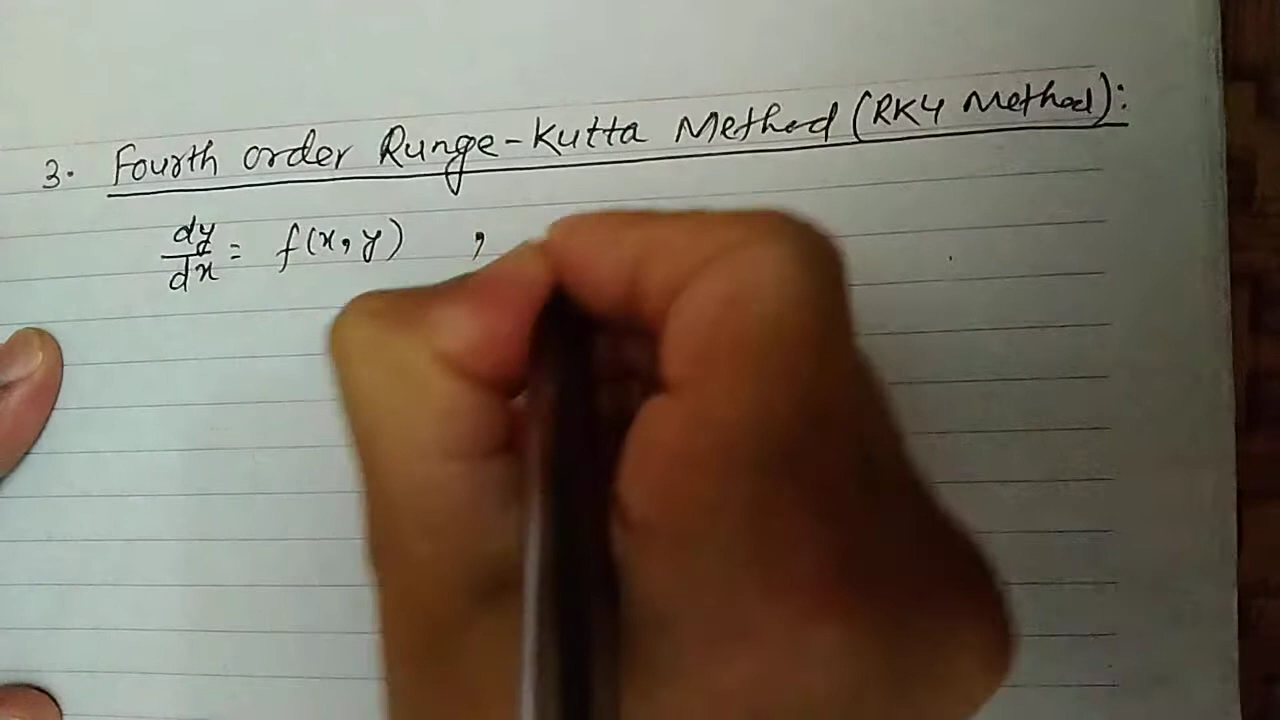 3. Fourth order Runge-Kutta Method (RK4 Method):
dy/dx = f(x, y) ,